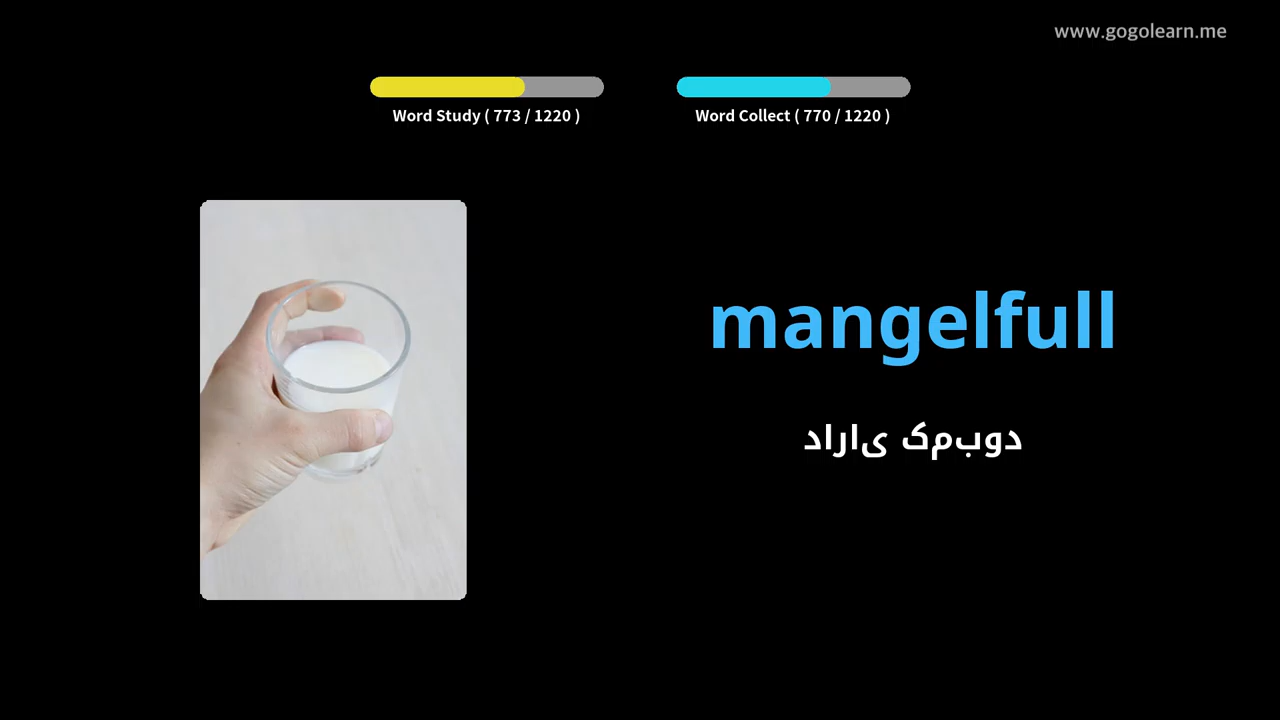 www.gogolearn.me
Word Study ( 773 / 1220 )
Word Collect ( 770 / 1220 )
mangelfull
دوبمک یاراد